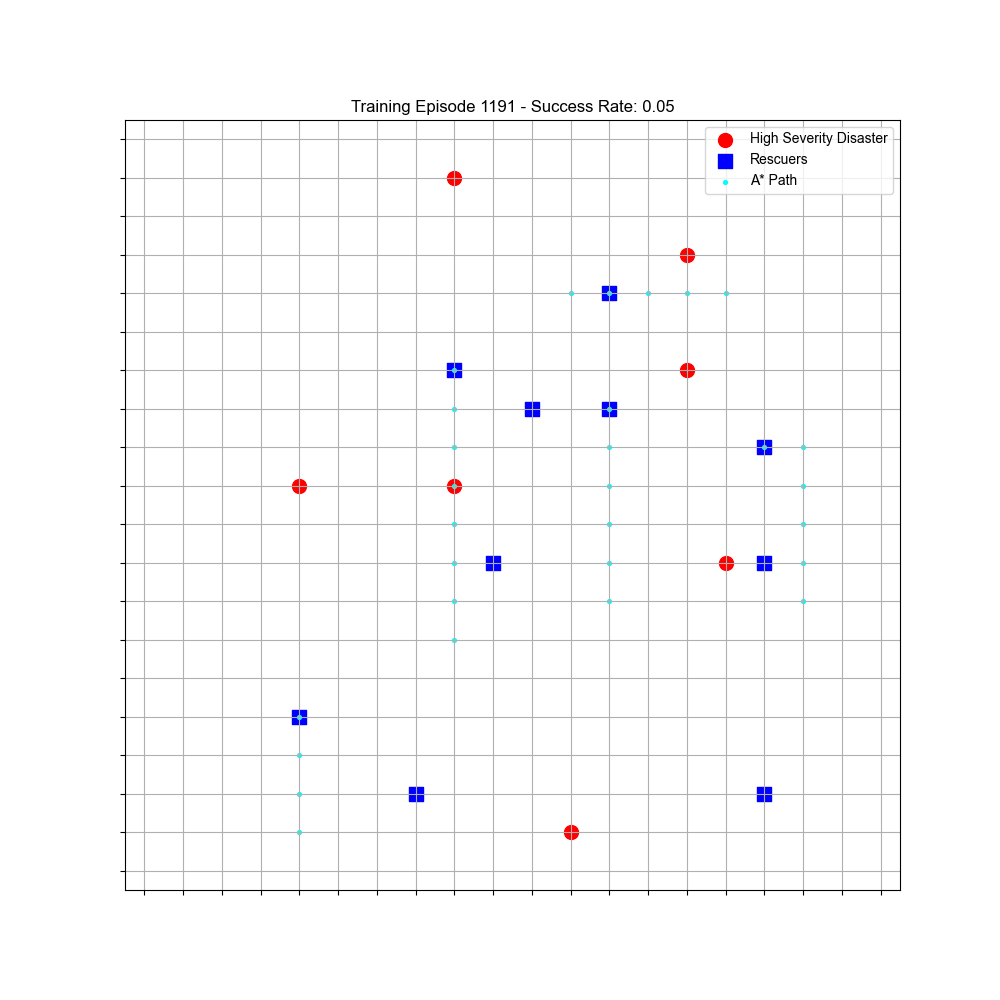 Training Episode 1191 - Success Rate: 0.05
High Severity Disaster
Rescuers
A* Path